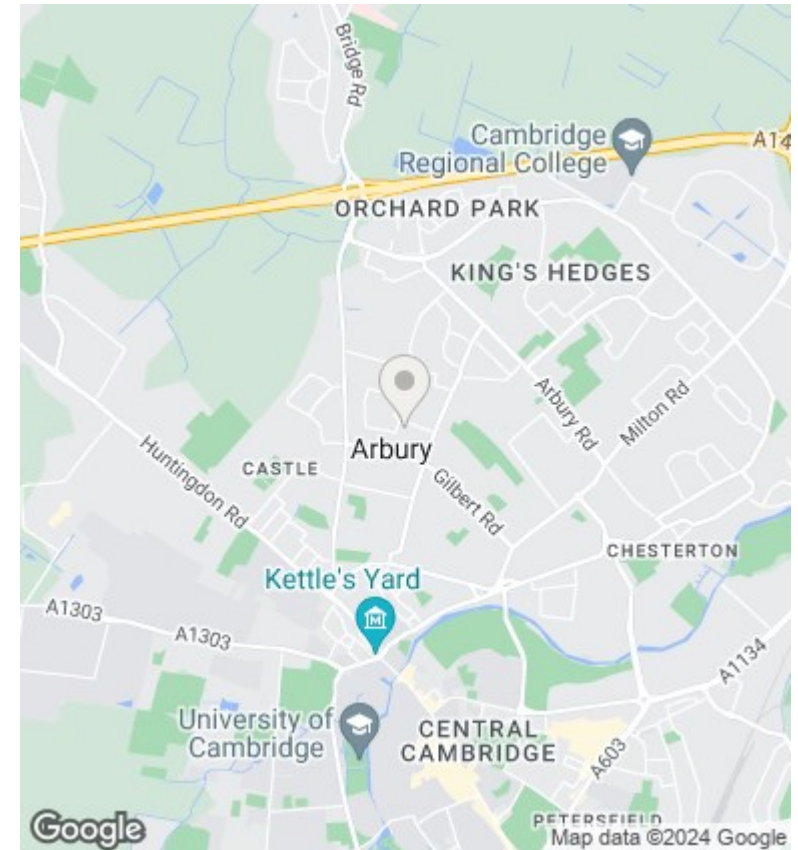 Bridge Rd
Cambridge
Regional College
A14
ORCHARD PARK
KING'S HEDGES
Arbury Rd
Milton Rd
Arbury
Huntingdon Rd
CASTLE
Gilbert Rd
CHESTERTON
Kettle's Yard
M
A1303
A1303
A1134
University of
Cambridge
CENTRAL
CAMBRIDGE
A603
PETERSFIELD
Google
Map data ©2024 Google